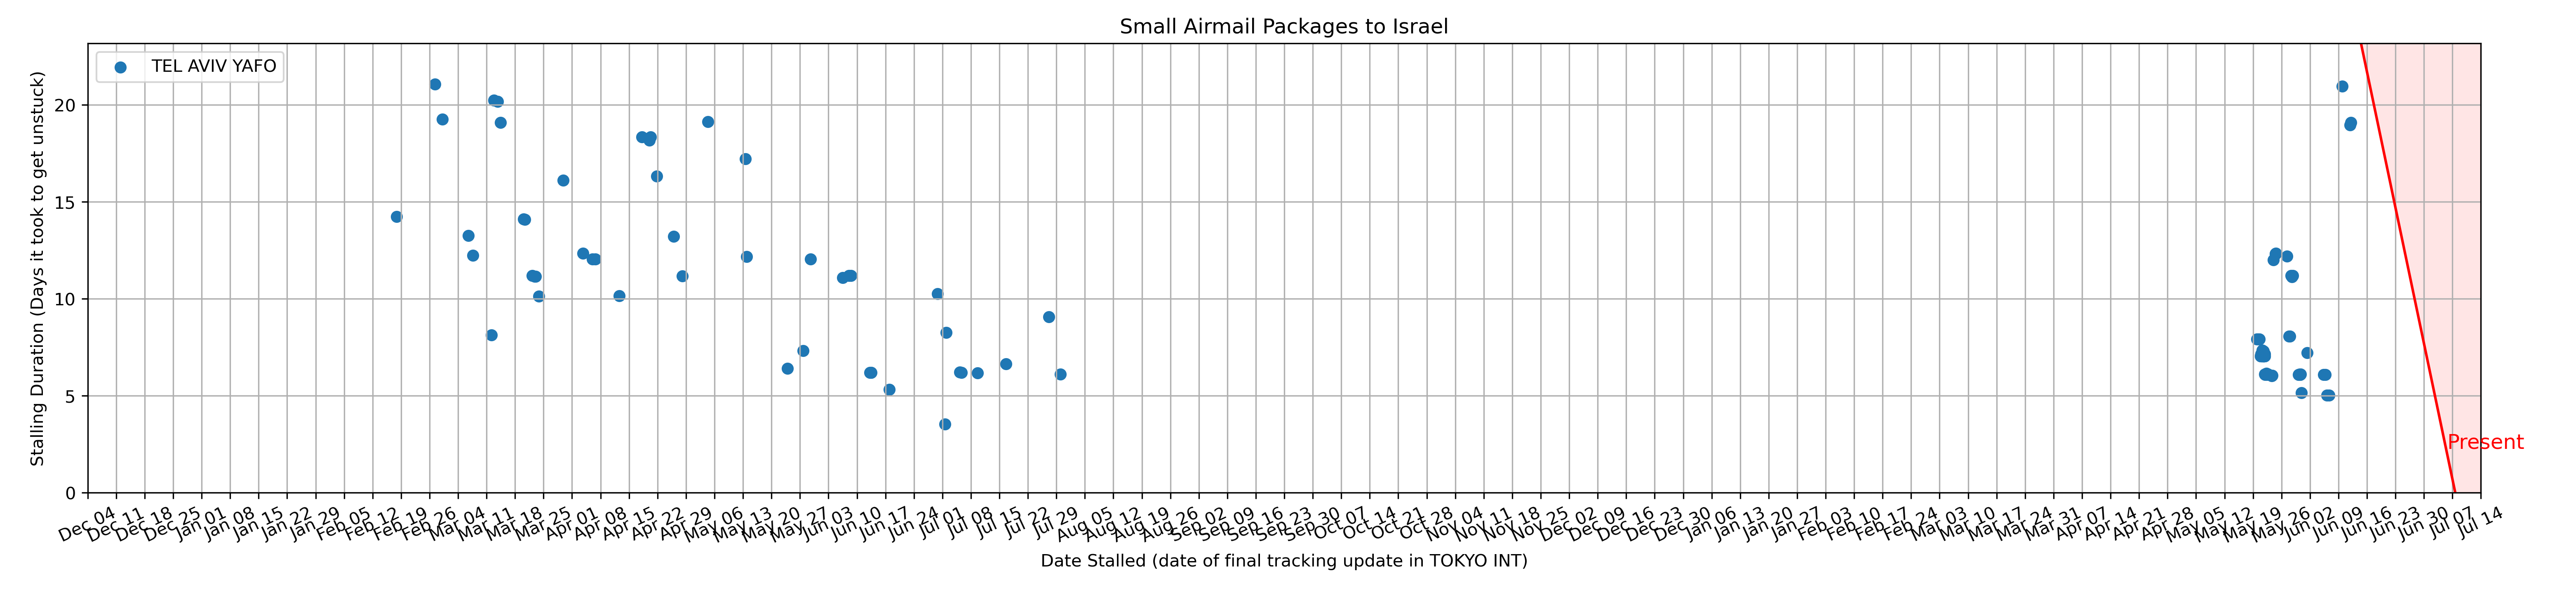 Small Airmail Packages to Israel
TEL AVIV YAFO
Stalling Duration (Days it took to get unstuck)
20
15
10
5
0
Present
Dec 04
Dec 11
Dec 18
Dec 25
Jan 01
Jan 08
Jan 15
Jan 22
Jan 29
Feb 05
Feb 12
Feb 19
Feb 26
Mar 04
Mar 11
Mar 18
Mar 25
Apr 01
Apr 08
Apr 15
Apr 22
Apr 29
May 06
May 13
May 20
May 27
Jun 03
Jun 10
Jun 17
Jun 24
Jul 01
Jul 08
Jul 15
Jul 22
Jul 29
Aug 05
Aug 12
Aug 19
Aug 26
Sep 02
Sep 09
Sep 16
Sep 23
Sep 30
Oct 07
Oct 14
Oct 21
Oct 28
Nov 04
Nov 11
Nov 18
Nov 25
Dec 02
Dec 09
Dec 16
Dec 23
Dec 30
Jan 06
Jan 13
Jan 20
Jan 27
Feb 03
Feb 10
Feb 17
Feb 24
Mar 03
Mar 10
Mar 17
Mar 24
Mar 31
Apr 07
Apr 14
Apr 21
Apr 28
May 05
May 12
May 19
May 26
Jun 02
Jun 09
Jun 16
Jun 23
Jun 30
Jul 07
Jul 14
Date Stalled (date of final tracking update in TOKYO INT)